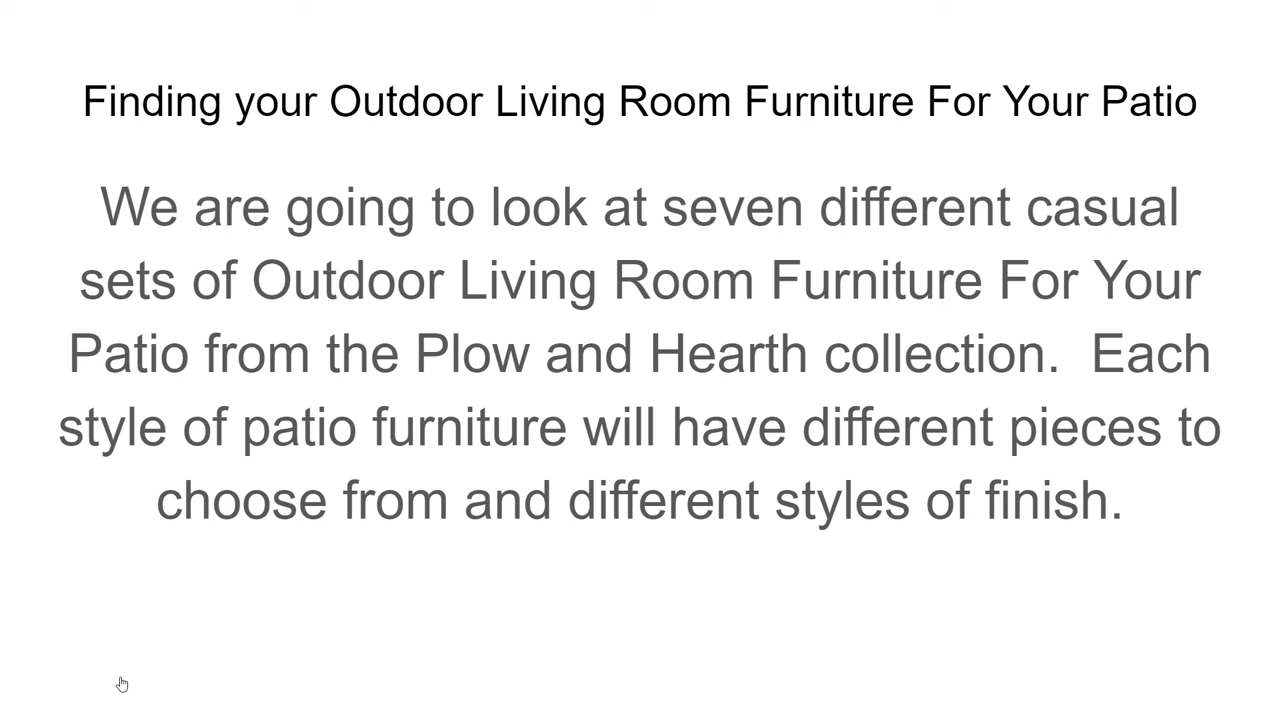 Finding your Outdoor Living Room Furniture For Your Patio
We are going to look at seven different casual
sets of Outdoor Living Room Furniture For Your
Patio from the Plow and Hearth collection.  Each
style of patio furniture will have different pieces to
choose from and different styles of finish.